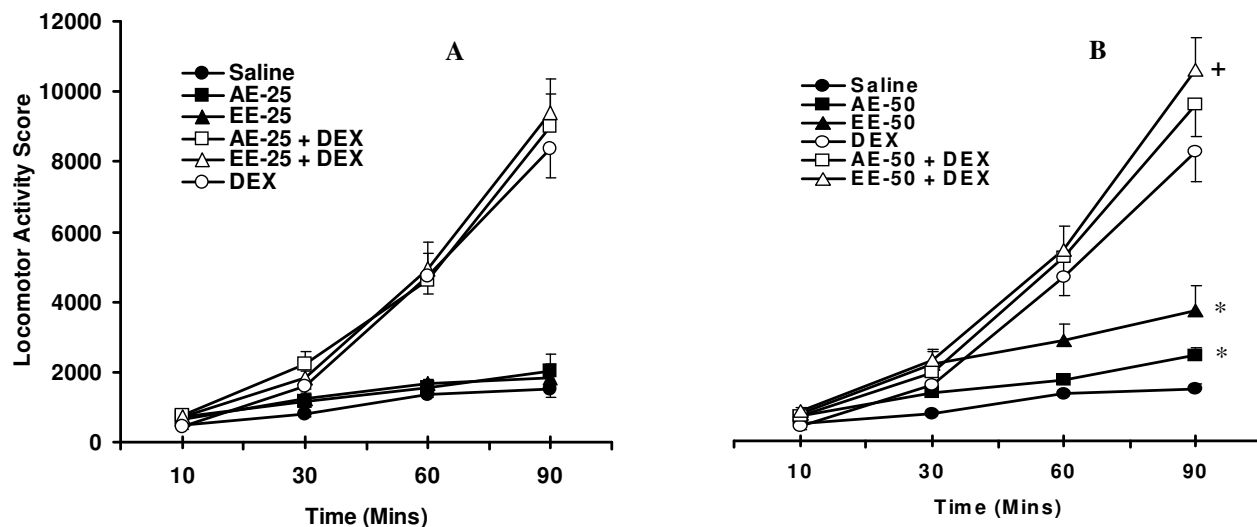 12000
10000
8000
6000
4000
2000
0
Locomotor Activity Score
A
Saline
AE-25
EE-25
AE-25 + DEX
EE-25 + DEX
DEX
10 30 60 90
Time (Mins)
B
Saline
AE-50
EE-50
DEX
AE-50 + DEX
EE-50 + DEX
+
*
*
10 30 60 90
Time (Mins)